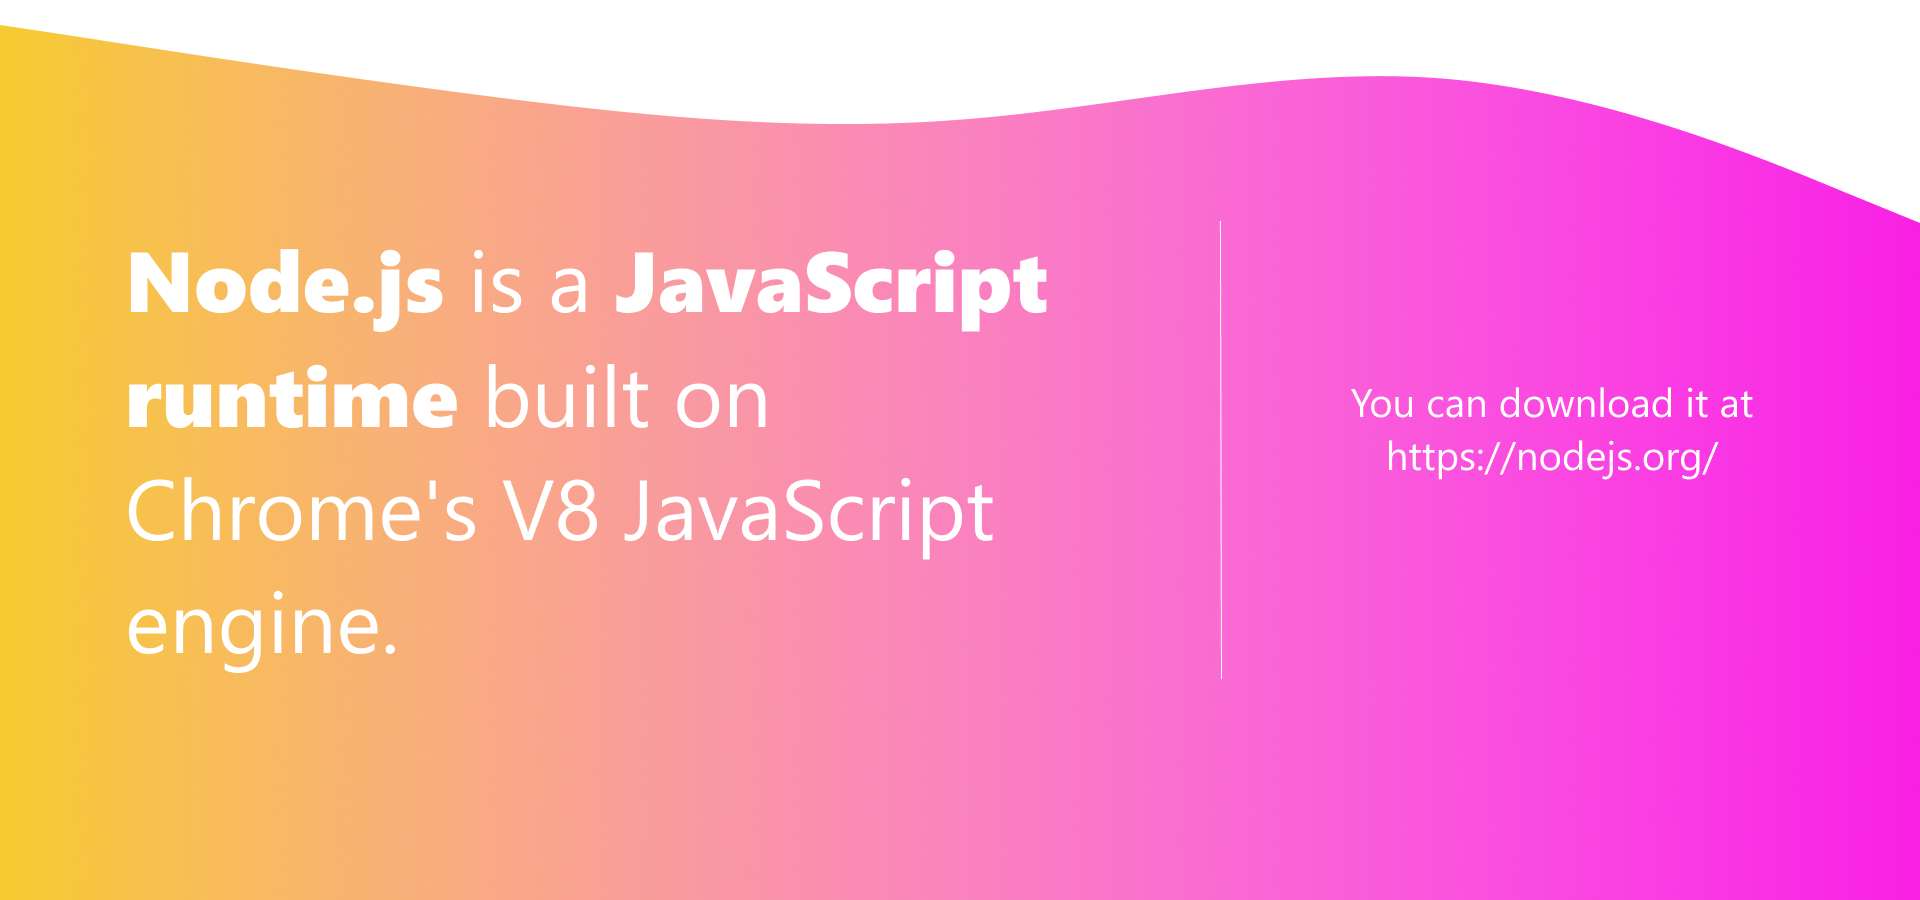 Node.js is a JavaScript
runtime built on
Chrome's V8 JavaScript
engine.
You can download it at
https://nodejs.org/